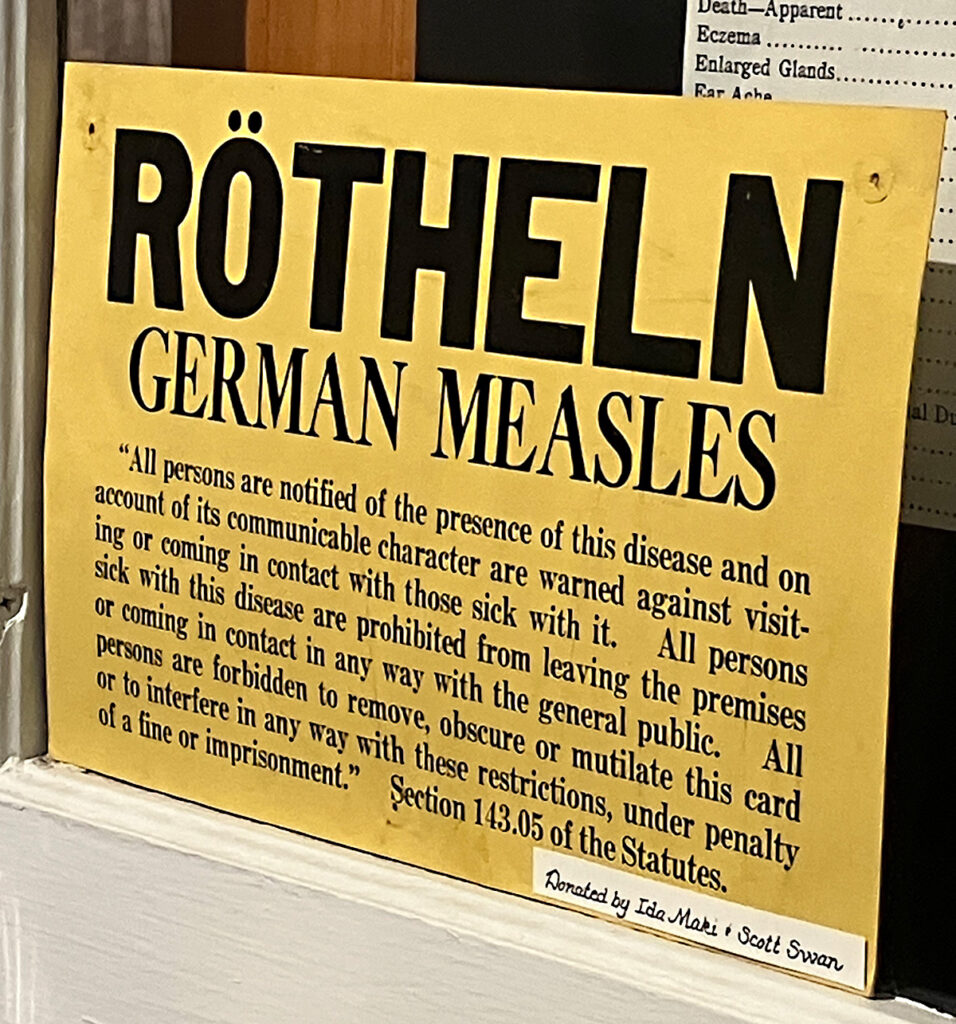 Death—Apparent
Eczema
Enlarged Glands
Ear Ache
RÖTHELN
GERMAN MEASLES
“All persons are notified of the presence of this disease and on
account of its communicable character are warned against visit-
ing or coming in contact with those sick with it. All persons
sick with this disease are prohibited from leaving the premises
or coming in contact in any way with the general public. All
persons are forbidden to remove, obscure or mutilate this card
or to interfere in any way with these restrictions, under penalty
of a fine or imprisonment.” Section 143.05 of the Statutes.
Donated by Ida Maki & Scott Swan